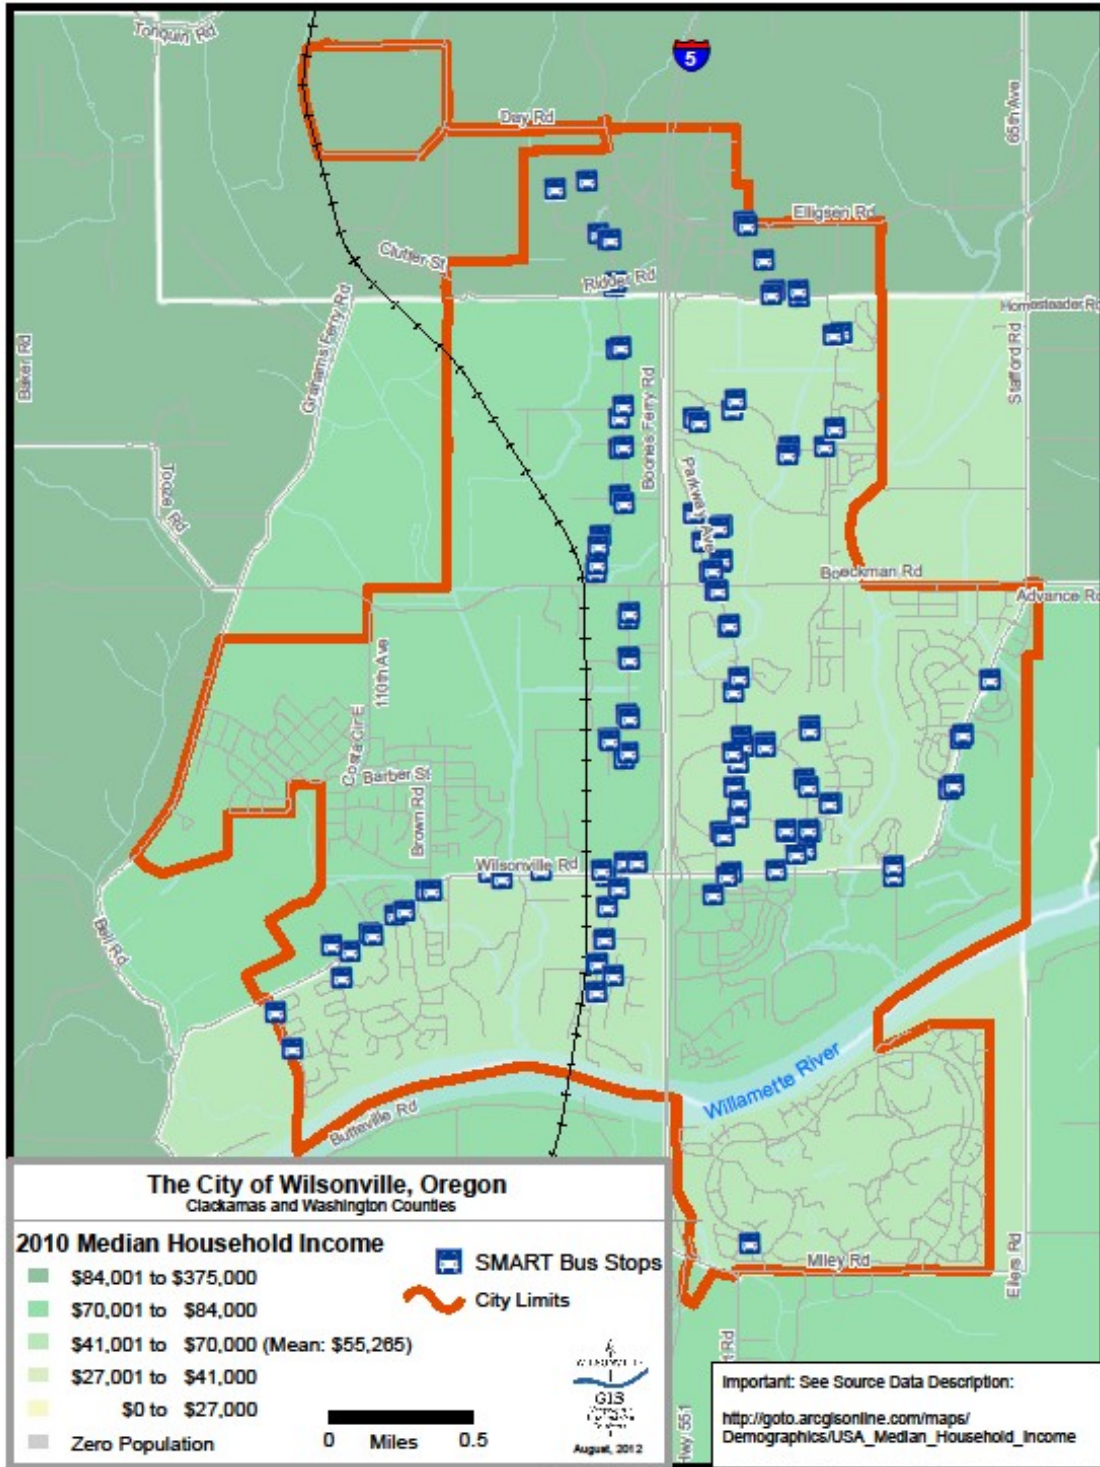 Tonquin Rd
5
65th Ave
Day Rd
Elligsen Rd
Clutter St
Ridder Rd
Homesteader Rd
Grahams Ferry Rd
Baker Rd
Stafford Rd
Boones Ferry Rd
Parkway Ave
Tooze Rd
Boeckman Rd
Advance Rd
110th Ave
Costa Cir E
Barber St
Brown Rd
Wilsonville Rd
Bell Rd
Willamette River
Butteville Rd
Miley Rd
Eilers Rd
t Rd
Hwy 551
The City of Wilsonville, Oregon
Clackamas and Washington Counties
2010 Median Household Income
$84,001 to $375,000
$70,001 to $84,000
$41,001 to $70,000 (Mean: $55,265)
$27,001 to $41,000
$0 to $27,000
Zero Population
SMART Bus Stops
City Limits
0 Miles 0.5
WILSONVILLE
GIS
August, 2012
Important: See Source Data Description:
http://goto.arcgisonline.com/maps/
Demographics/USA_Median_Household_Income